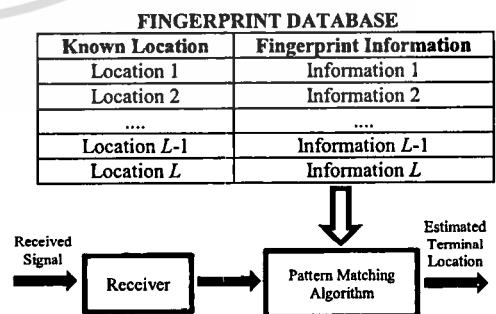 FINGERPRINT DATABASE
Known Location Fingerprint Information
Location 1 Information 1
Location 2 Information 2
.... ....
Location L-1 Information L-1
Location L Information L
Received
Signal
Receiver
Pattern Matching
Algorithm
Estimated
Terminal
Location